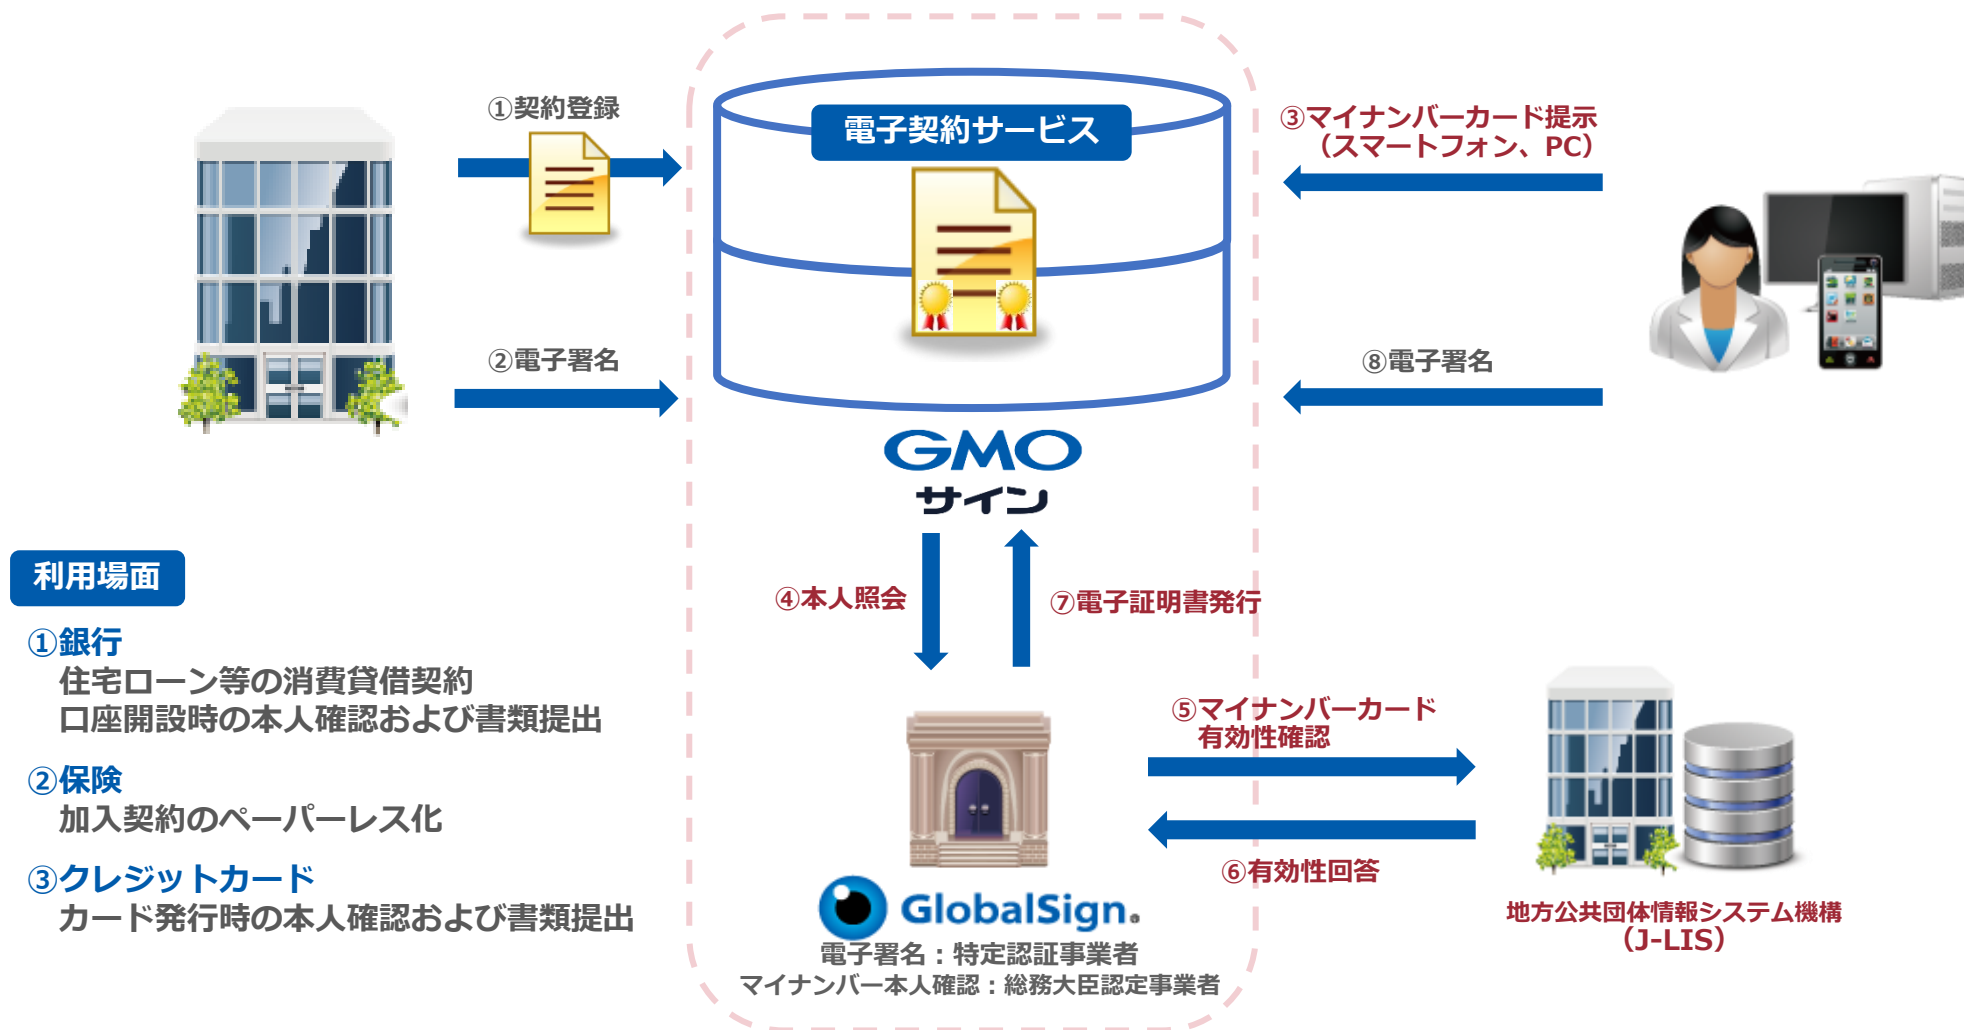 ①契約登録
電子契約サービス
③マイナンバーカード提示
（スマートフォン、PC）
②電子署名
⑧電子署名
GMO
サイン
④本人照会
⑦電子証明書発行
利用場面
①銀行
住宅ローン等の消費貸借契約
口座開設時の本人確認および書類提出
②保険
加入契約のペーパーレス化
③クレジットカード
カード発行時の本人確認および書類提出
⑤マイナンバーカード
有効性確認
⑥有効性回答
GlobalSign.
電子署名：特定認証事業者
マイナンバー本人確認：総務大臣認定事業者
地方公共団体情報システム機構
（J-LIS）